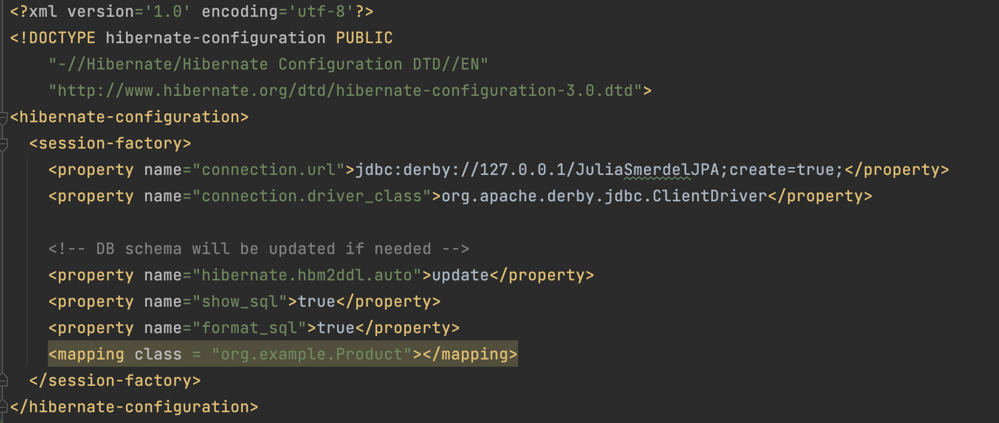 <?xml version='1.0' encoding='utf-8'?>
<!DOCTYPE hibernate-configuration PUBLIC
    "-//Hibernate/Hibernate Configuration DTD//EN"
    "http://www.hibernate.org/dtd/hibernate-configuration-3.0.dtd">
<hibernate-configuration>
  <session-factory>
    <property name="connection.url">jdbc:derby://127.0.0.1/JuliaSmerdelJPA;create=true;</property>
    <property name="connection.driver_class">org.apache.derby.jdbc.ClientDriver</property>

    <!-- DB schema will be updated if needed -->
    <property name="hibernate.hbm2ddl.auto">update</property>
    <property name="show_sql">true</property>
    <property name="format_sql">true</property>
    <mapping class = "org.example.Product"></mapping>
  </session-factory>
</hibernate-configuration>